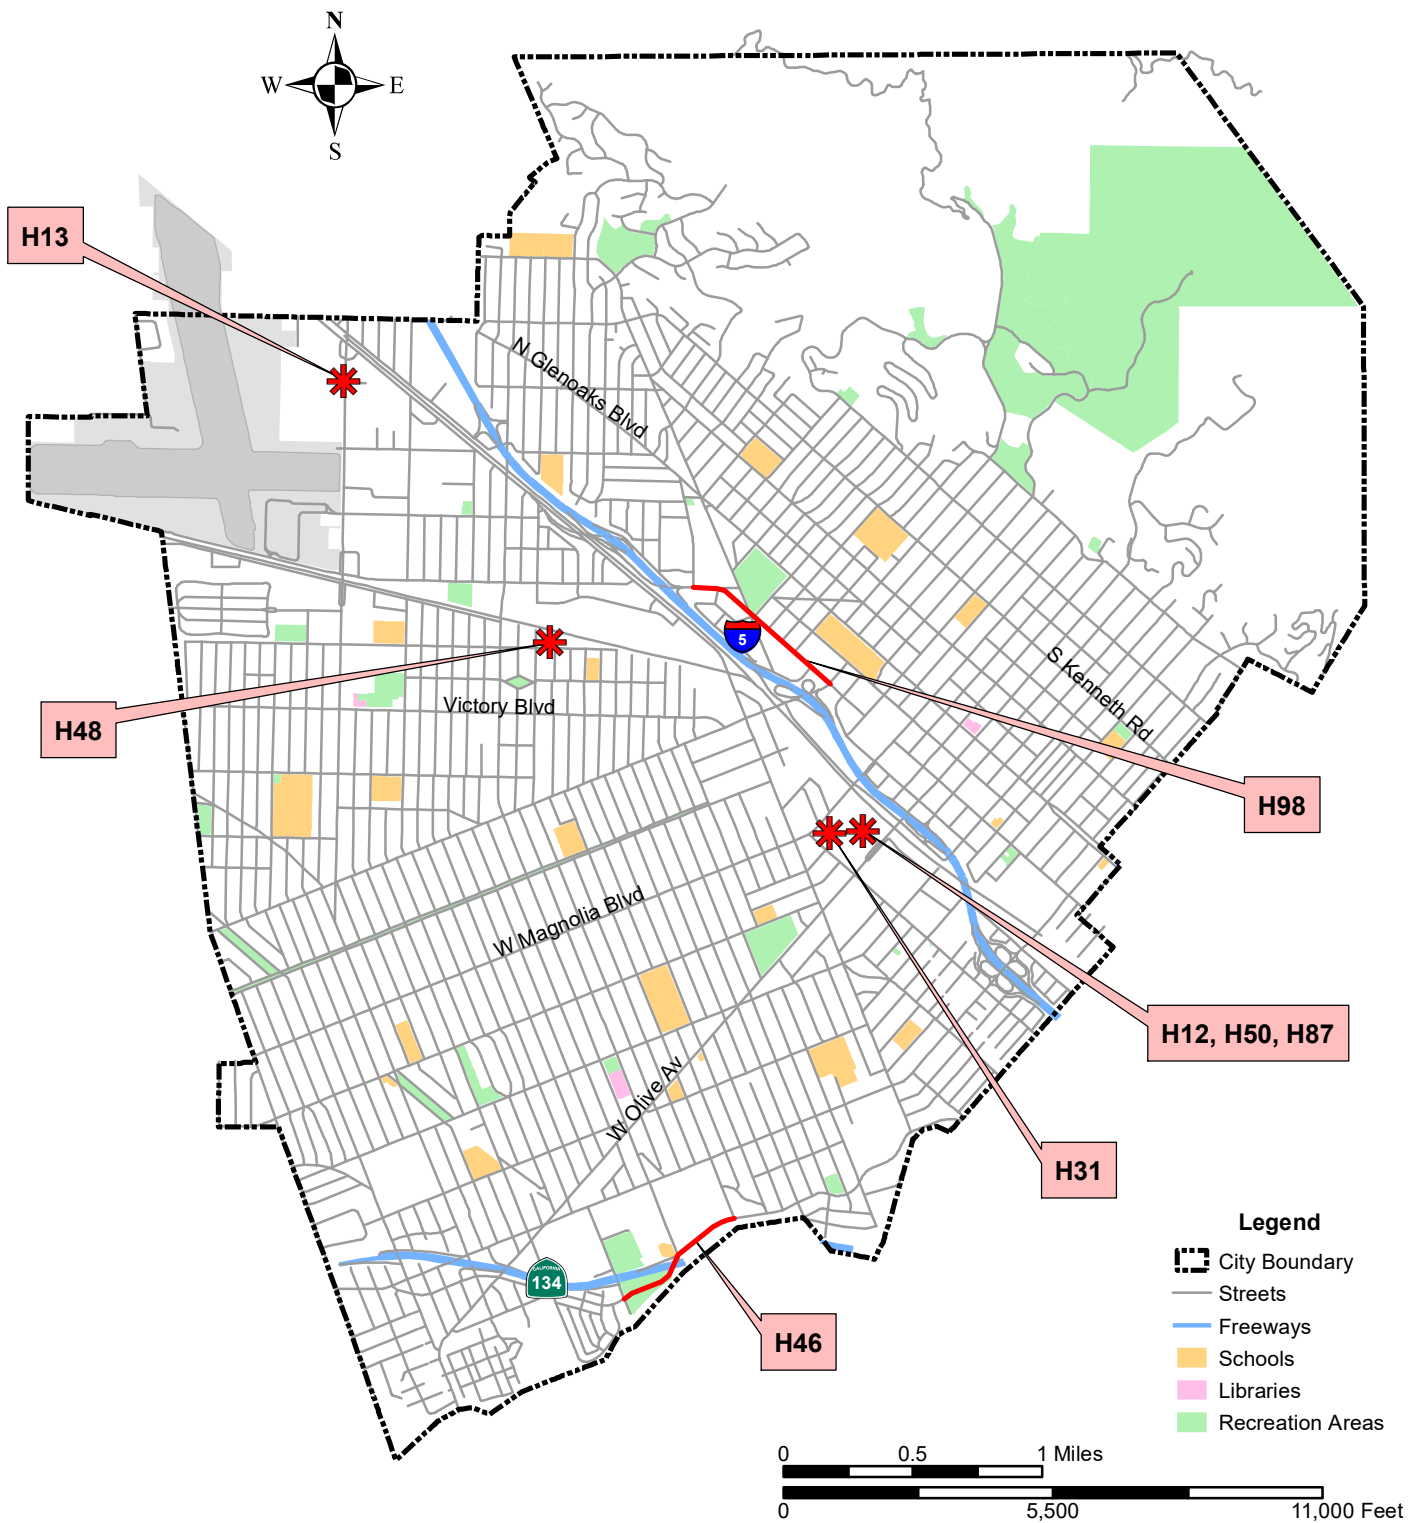 N
W
E
S
H13
N Glenoaks Blvd
5
S Kenneth Rd
H48
Victory Blvd
H98
W Magnolia Blvd
H12, H50, H87
W Olive Av
H31
CALIFORNIA
134
H46
Legend
City Boundary
Streets
Freeways
Schools
Libraries
Recreation Areas
0 0.5 1 Miles
0 5,500 11,000 Feet